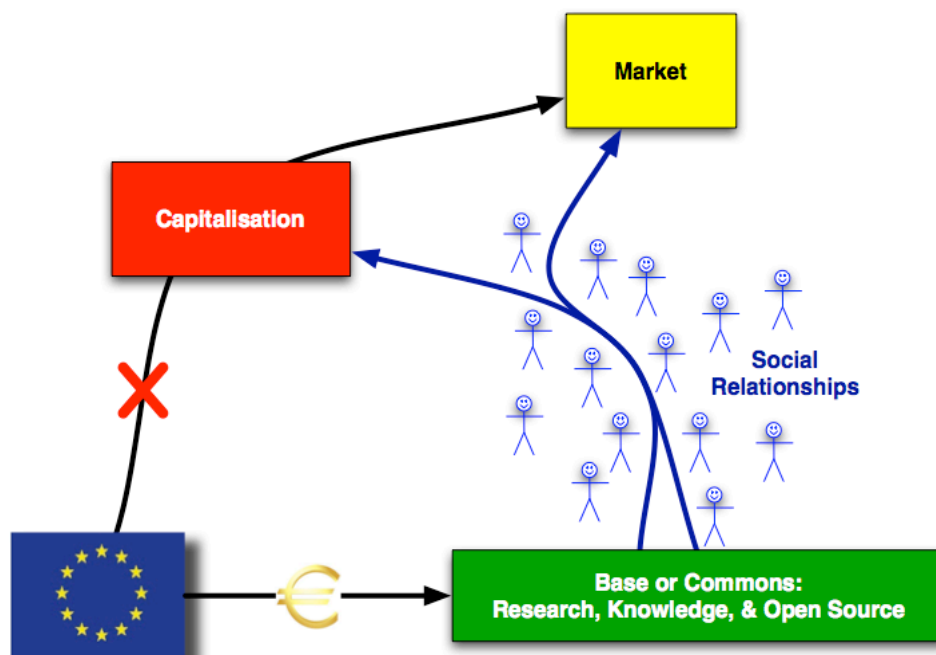 Market
Capitalisation
Social
Relationships
€
Base or Commons:
Research, Knowledge, & Open Source